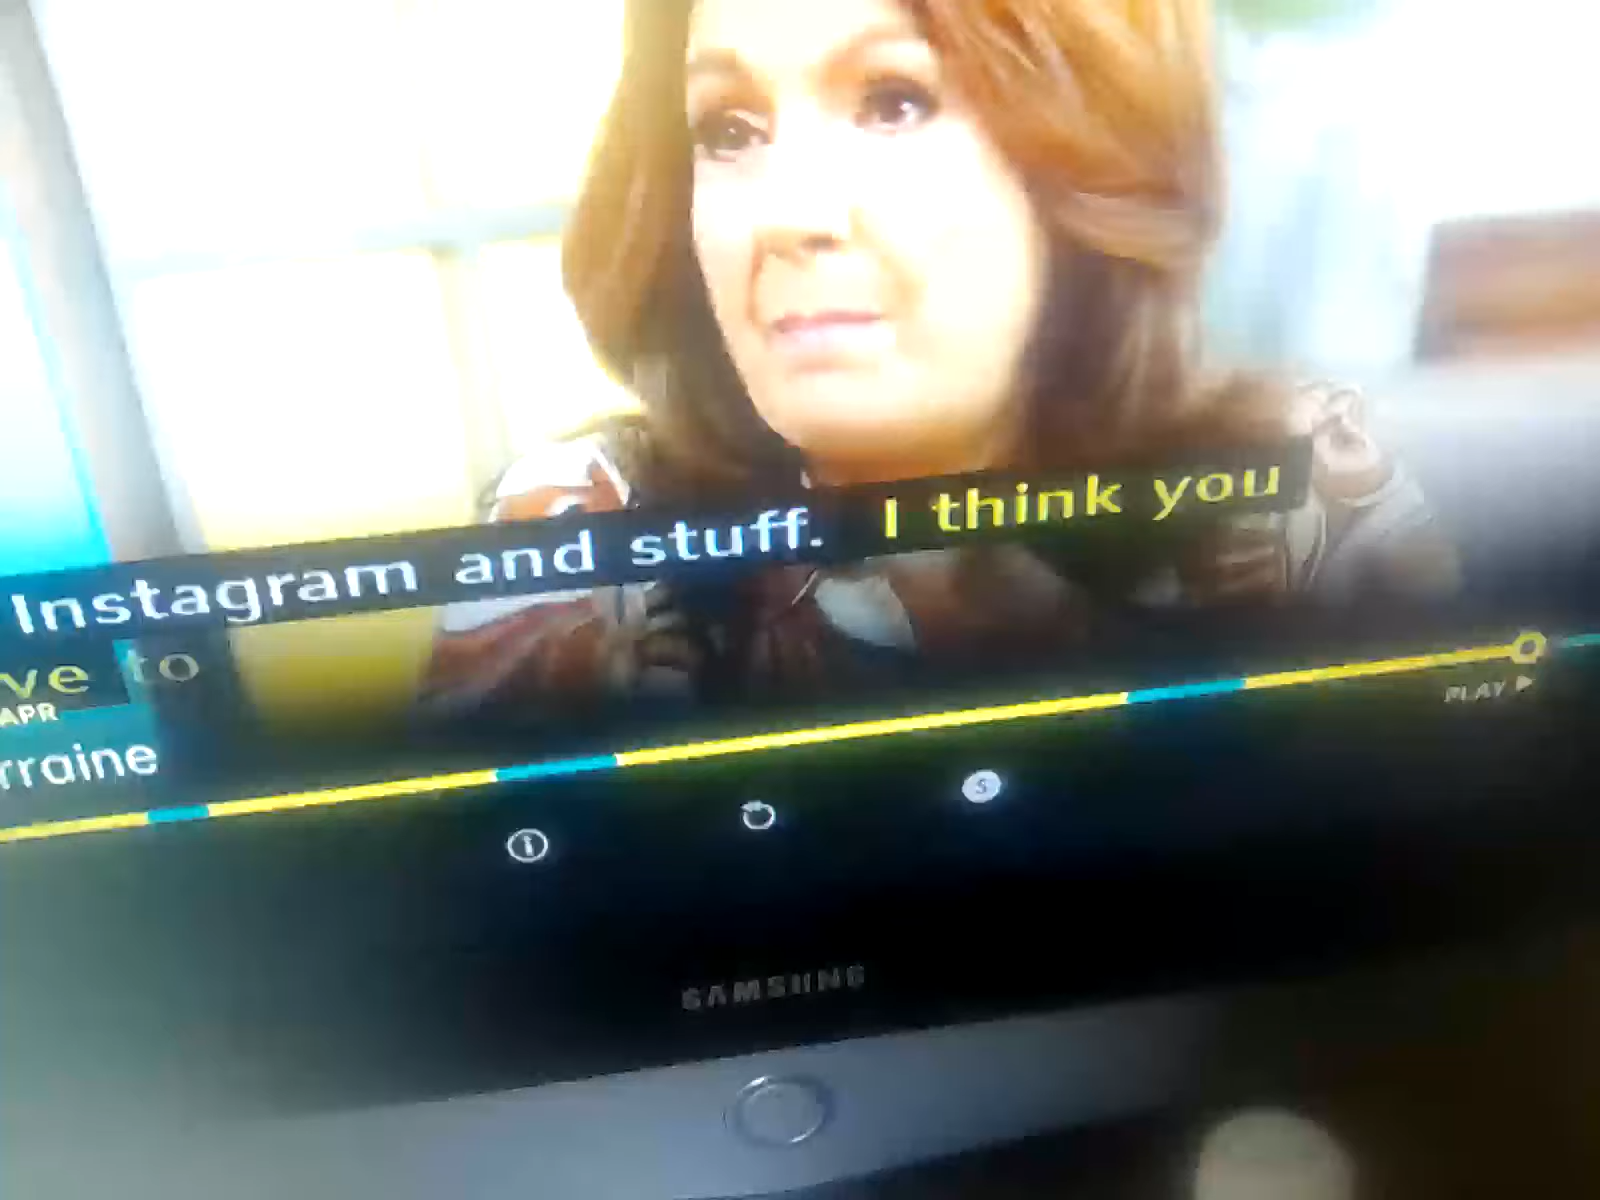 Instagram and stuff. I think you
ve to
APR
rraine
PLAY
i
S
SAMSUNG